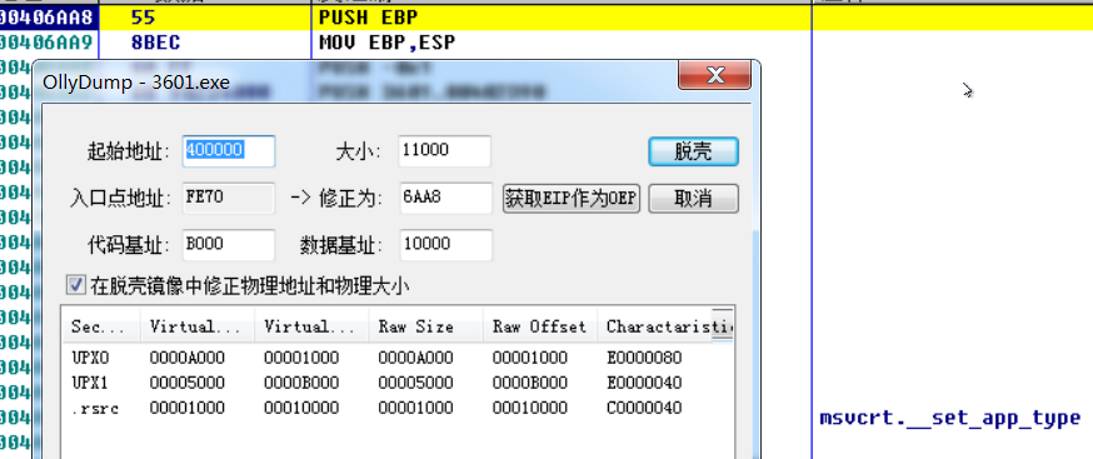 00406AA8 55 PUSH EBP
00406AA9 8BEC MOV EBP,ESP
OllyDump - 3601.exe
起始地址: 400000 大小: 11000 脱壳
入口点地址: FE70 -> 修正为: 6AA8 获取EIP作为OEP 取消
代码基址: B000 数据基址: 10000
在脱壳镜像中修正物理地址和物理大小
Sec... Virtual... Virtual... Raw Size Raw Offset Charactaristi
UPX0 0000A000 00001000 0000A000 00001000 E0000080
UPX1 00005000 0000B000 00005000 0000B000 E0000040
.rsrc 00001000 00010000 00001000 00010000 C0000040
msvcrt.__set_app_type